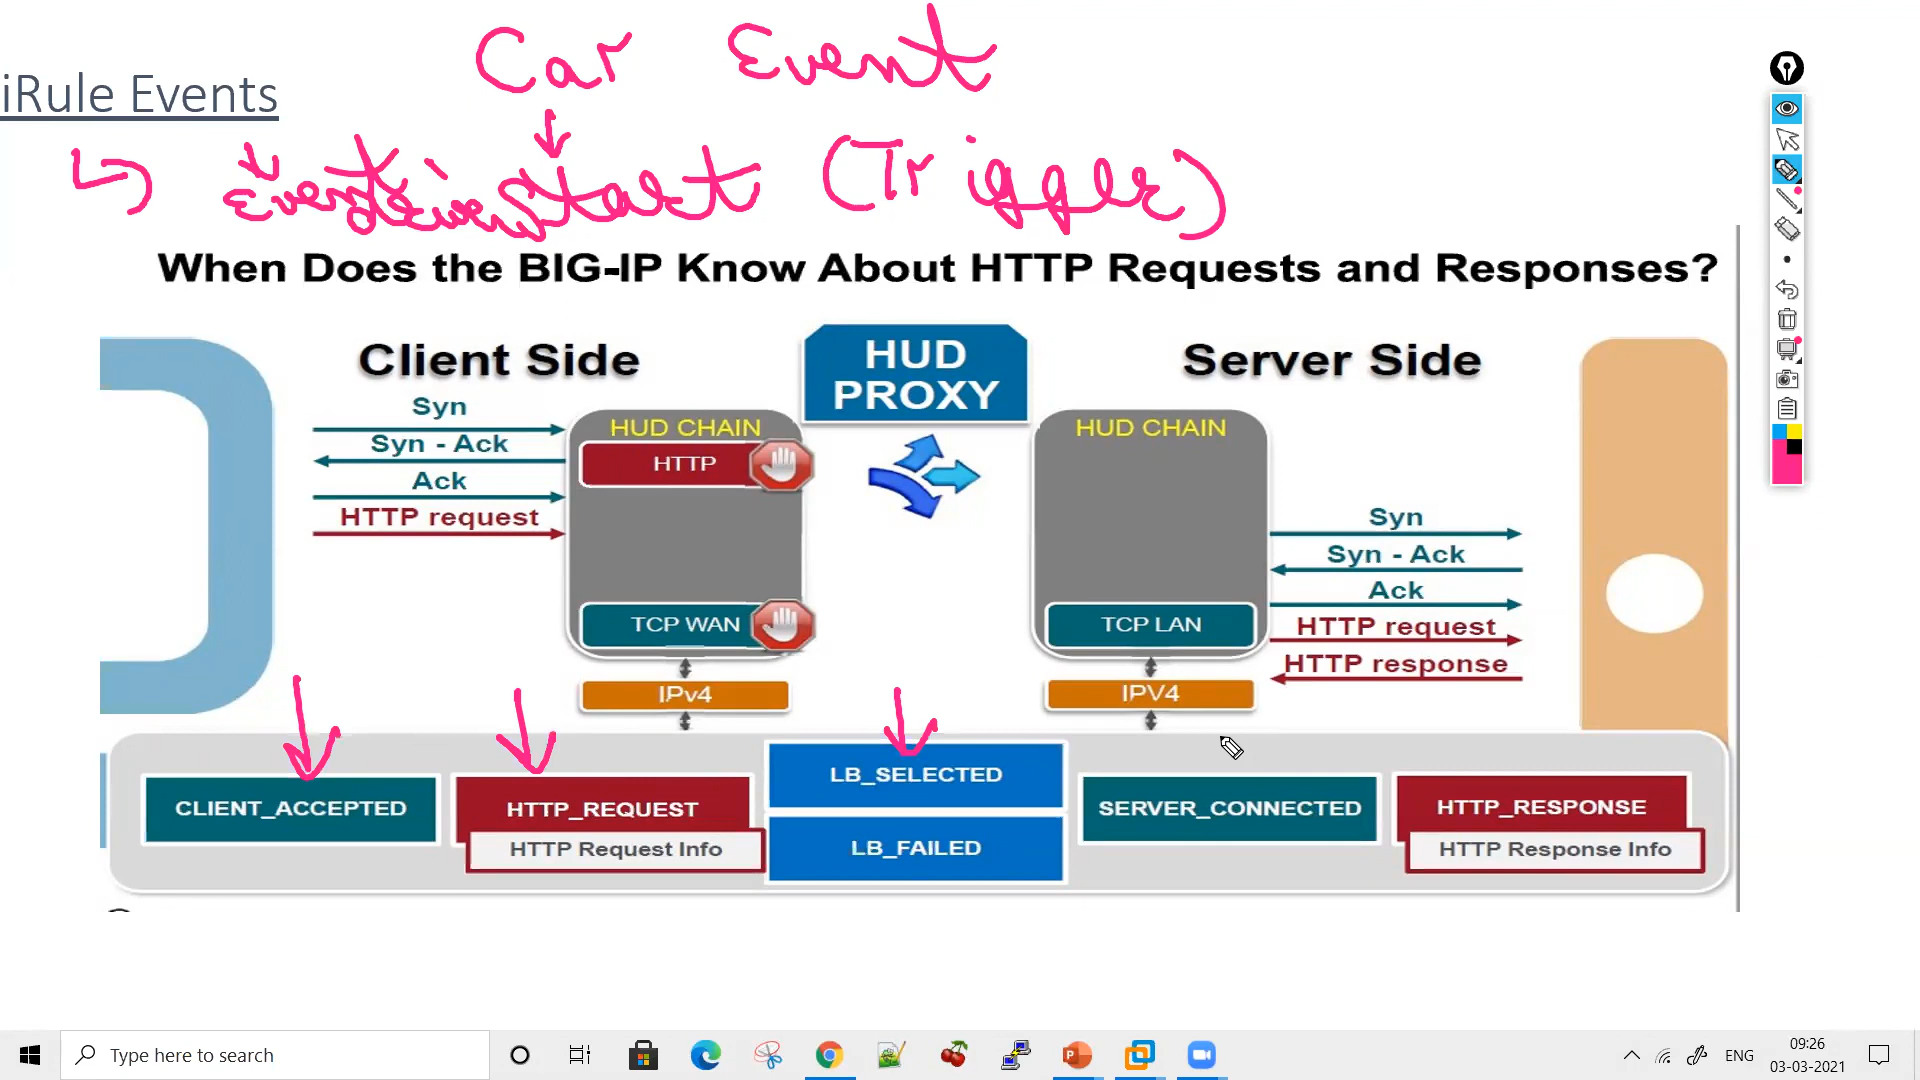 Car Event
iRule Events
Event Driven Start (Trigger)
When Does the BIG-IP Know About HTTP Requests and Responses?
Client Side
HUD
PROXY
Server Side
Syn
Syn - Ack
Ack
HTTP request
HUD CHAIN
HTTP
TCP WAN
IPv4
HUD CHAIN
TCP LAN
IPV4
Syn
Syn - Ack
Ack
HTTP request
HTTP response
CLIENT_ACCEPTED
HTTP_REQUEST
HTTP Request Info
LB_SELECTED
LB_FAILED
SERVER_CONNECTED
HTTP_RESPONSE
HTTP Response Info
Type here to search
ENG
09:26
03-03-2021